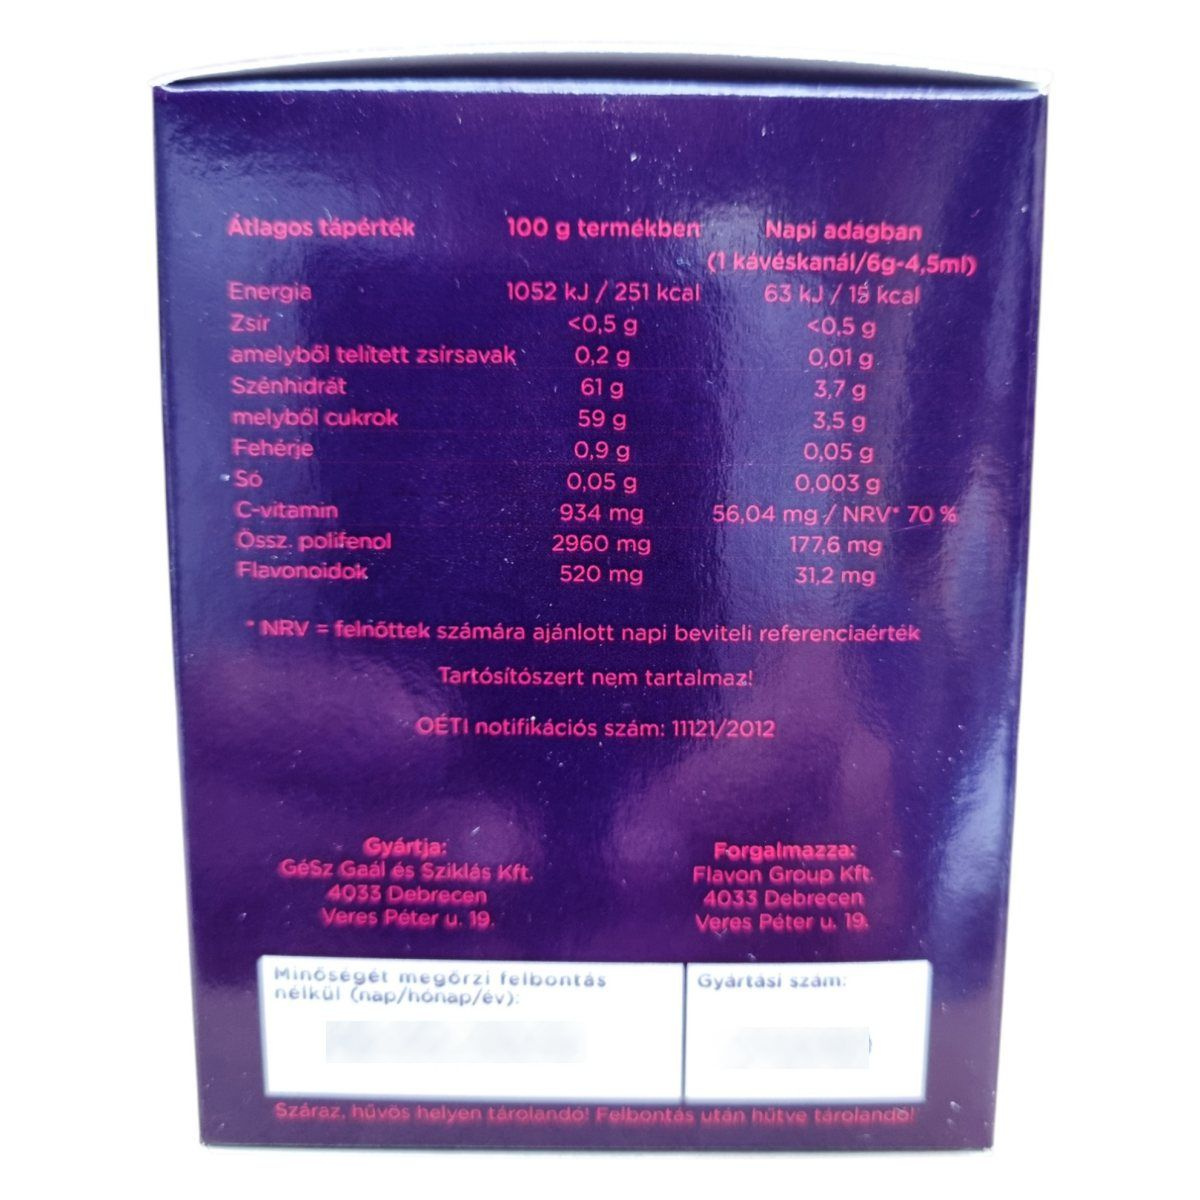 Átlagos tápérték 100 g termékben Napi adagban
(1 kávéskanál/6g-4,5ml)
Energia 1052 kJ / 251 kcal 63 kJ / 15 kcal
Zsír <0,5 g <0,5 g
amelyből telített zsírsavak 0,2 g 0,01 g
Szénhidrát 61 g 3,7 g
melyből cukrok 59 g 3,5 g
Fehérje 0,9 g 0,05 g
Só 0,05 g 0,003 g
C-vitamin 934 mg 56,04 mg / NRV* 70 %
Össz. polifenol 2960 mg 177,6 mg
Flavonoidok 520 mg 31,2 mg
* NRV = felnőttek számára ajánlott napi beviteli referenciaérték
Tartósítószert nem tartalmaz!
OÉTI notifikációs szám: 11121/2012
Gyártja:
GéSz Gaál és Sziklás Kft.
4033 Debrecen
Veres Péter u. 19.
Forgalmazza:
Flavon Group Kft.
4033 Debrecen
Veres Péter u. 19.
Minőségét megőrzi felbontás
nélkül (nap/hónap/év):
Gyártási szám:
Száraz, hűvös helyen tárolandó! Felbontás után hűtve tárolandó!